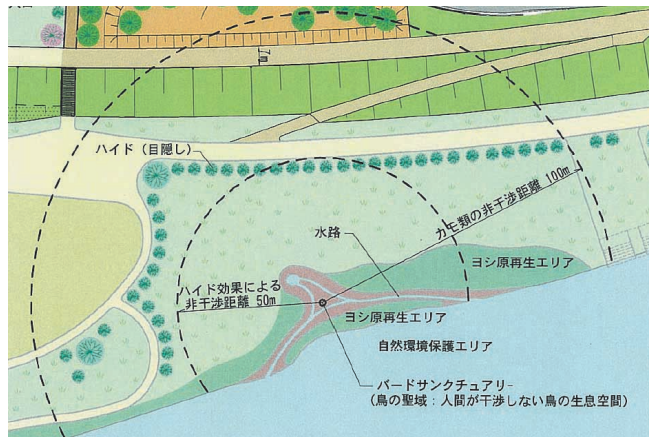 入口
7m
ハイド（目隠し）
カモ類の非干渉距離 100m
水路
ヨシ原再生エリア
ハイド効果による
非干渉距離 50m
ヨシ原再生エリア
自然環境保護エリア
バードサンクチュアリ-
（鳥の聖域：人間が干渉しない鳥の生息空間）